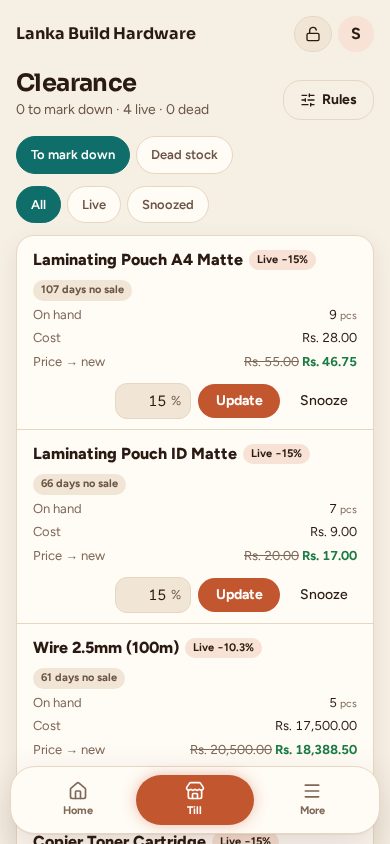 Lanka Build Hardware
S
Clearance
0 to mark down · 4 live · 0 dead
Rules
To mark down
Dead stock
All
Live
Snoozed
Laminating Pouch A4 Matte Live −15%
107 days no sale
On hand 9 pcs
Cost Rs. 28.00
Price → new Rs. 55.00 Rs. 46.75
15 % Update Snooze
Laminating Pouch ID Matte Live −15%
66 days no sale
On hand 7 pcs
Cost Rs. 9.00
Price → new Rs. 20.00 Rs. 17.00
15 % Update Snooze
Wire 2.5mm (100m) Live −10.3%
61 days no sale
On hand 5 pcs
Cost Rs. 17,500.00
Price → new Rs. 20,500.00 Rs. 18,388.50
Home Till More
Copier Toner Cartridge Live −15%